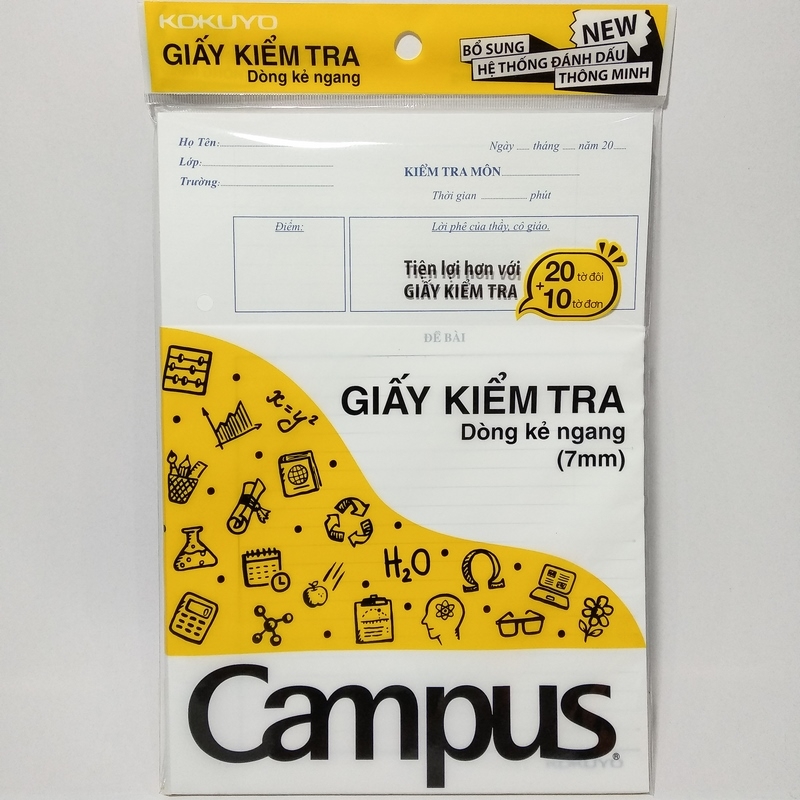 KOKUYO
GIẤY KIỂM TRA
Dòng kẻ ngang
NEW
BỔ SUNG
HỆ THỐNG ĐÁNH DẤU
THÔNG MINH
Họ Tên:
Lớp:
Trường:
Ngày ..... tháng ..... năm 20.....
KIỂM TRA MÔN
Thời gian ............ phút
Điểm:
Lời phê của thầy, cô giáo.
Tiện lợi hơn với
GIẤY KIỂM TRA
20 tờ đôi
+
10 tờ đơn
ĐỀ BÀI
GIẤY KIỂM TRA
Dòng kẻ ngang
(7mm)
x=y²
H₂O
Ω
Campus®
KOKUYO